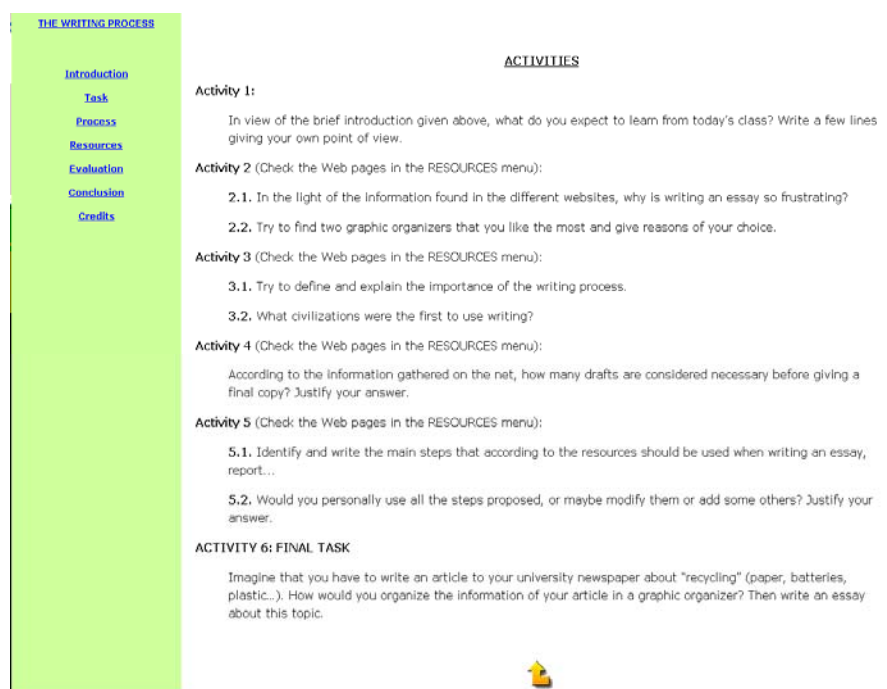 THE WRITING PROCESS
Introduction
Task
Process
Resources
Evaluation
Conclusion
Credits
ACTIVITIES
Activity 1:
In view of the brief introduction given above, what do you expect to learn from today's class? Write a few lines
giving your own point of view.
Activity 2 (Check the Web pages in the RESOURCES menu):
2.1. In the light of the information found in the different websites, why is writing an essay so frustrating?
2.2. Try to find two graphic organizers that you like the most and give reasons of your choice.
Activity 3 (Check the Web pages in the RESOURCES menu):
3.1. Try to define and explain the importance of the writing process.
3.2. What civilizations were the first to use writing?
Activity 4 (Check the Web pages in the RESOURCES menu):
According to the information gathered on the net, how many drafts are considered necessary before giving a
final copy? Justify your answer.
Activity 5 (Check the Web pages in the RESOURCES menu):
5.1. Identify and write the main steps that according to the resources should be used when writing an essay,
report...
5.2. Would you personally use all the steps proposed, or maybe modify them or add some others? Justify your
answer.
ACTIVITY 6: FINAL TASK
Imagine that you have to write an article to your university newspaper about "recycling" (paper, batteries,
plastic...). How would you organize the information of your article in a graphic organizer? Then write an essay
about this topic.